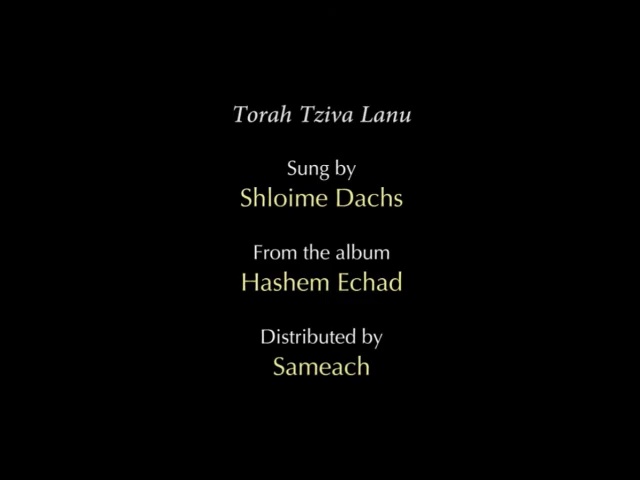 Torah Tziva Lanu
Sung by
Shloime Dachs
From the album
Hashem Echad
Distributed by
Sameach